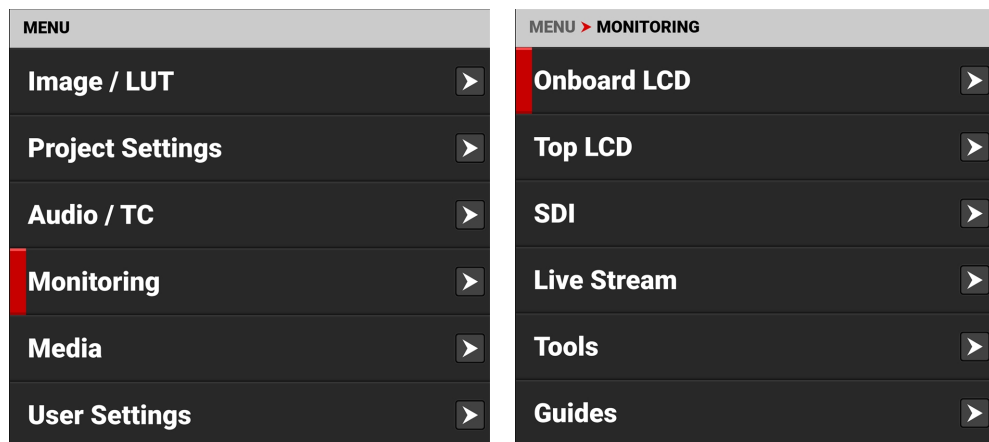 MENU
Image / LUT
Project Settings
Audio / TC
Monitoring
Media
User Settings
MENU ➤ MONITORING
Onboard LCD
Top LCD
SDI
Live Stream
Tools
Guides